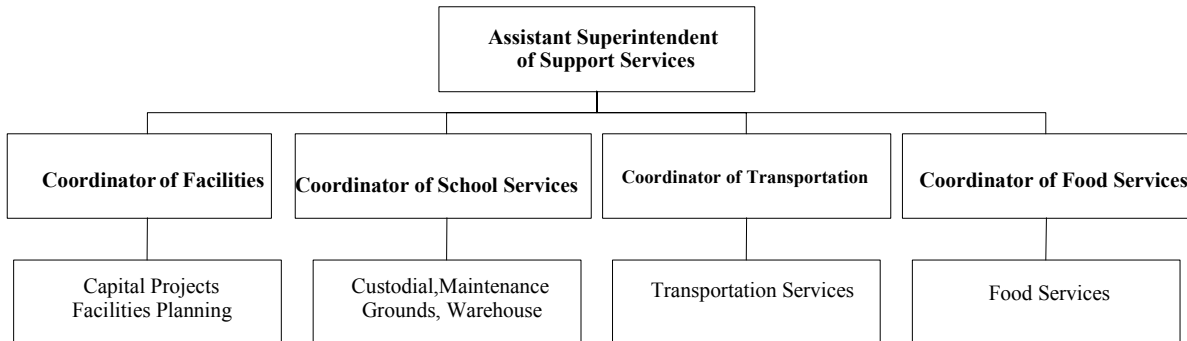 Assistant Superintendent
of Support Services
Coordinator of Facilities
Coordinator of School Services
Coordinator of Transportation
Coordinator of Food Services
Capital Projects
Facilities Planning
Custodial,Maintenance
Grounds, Warehouse
Transportation Services
Food Services